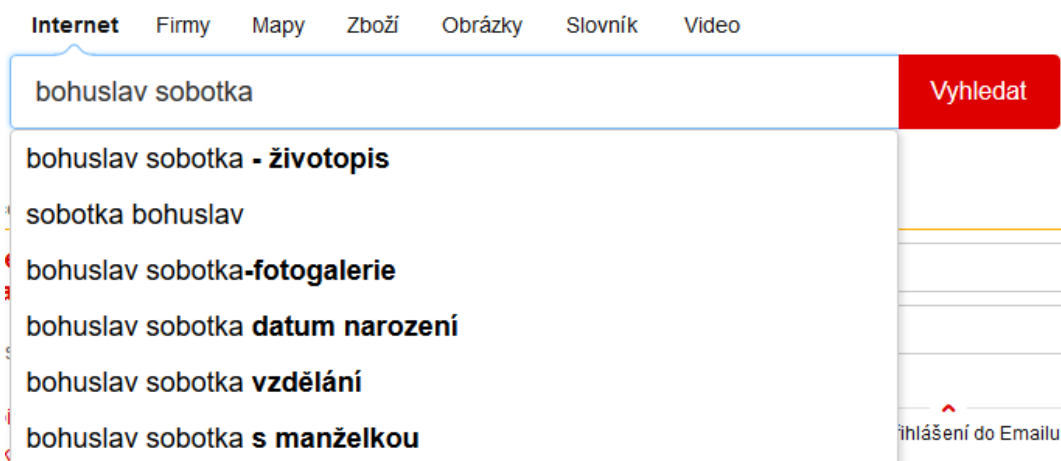 Internet Firmy Mapy Zboží Obrázky Slovník Video
bohuslav sobotka Vyhledat
bohuslav sobotka - životopis
sobotka bohuslav
bohuslav sobotka-fotogalerie
bohuslav sobotka datum narození
bohuslav sobotka vzdělání
bohuslav sobotka s manželkou
ihlášení do Emailu